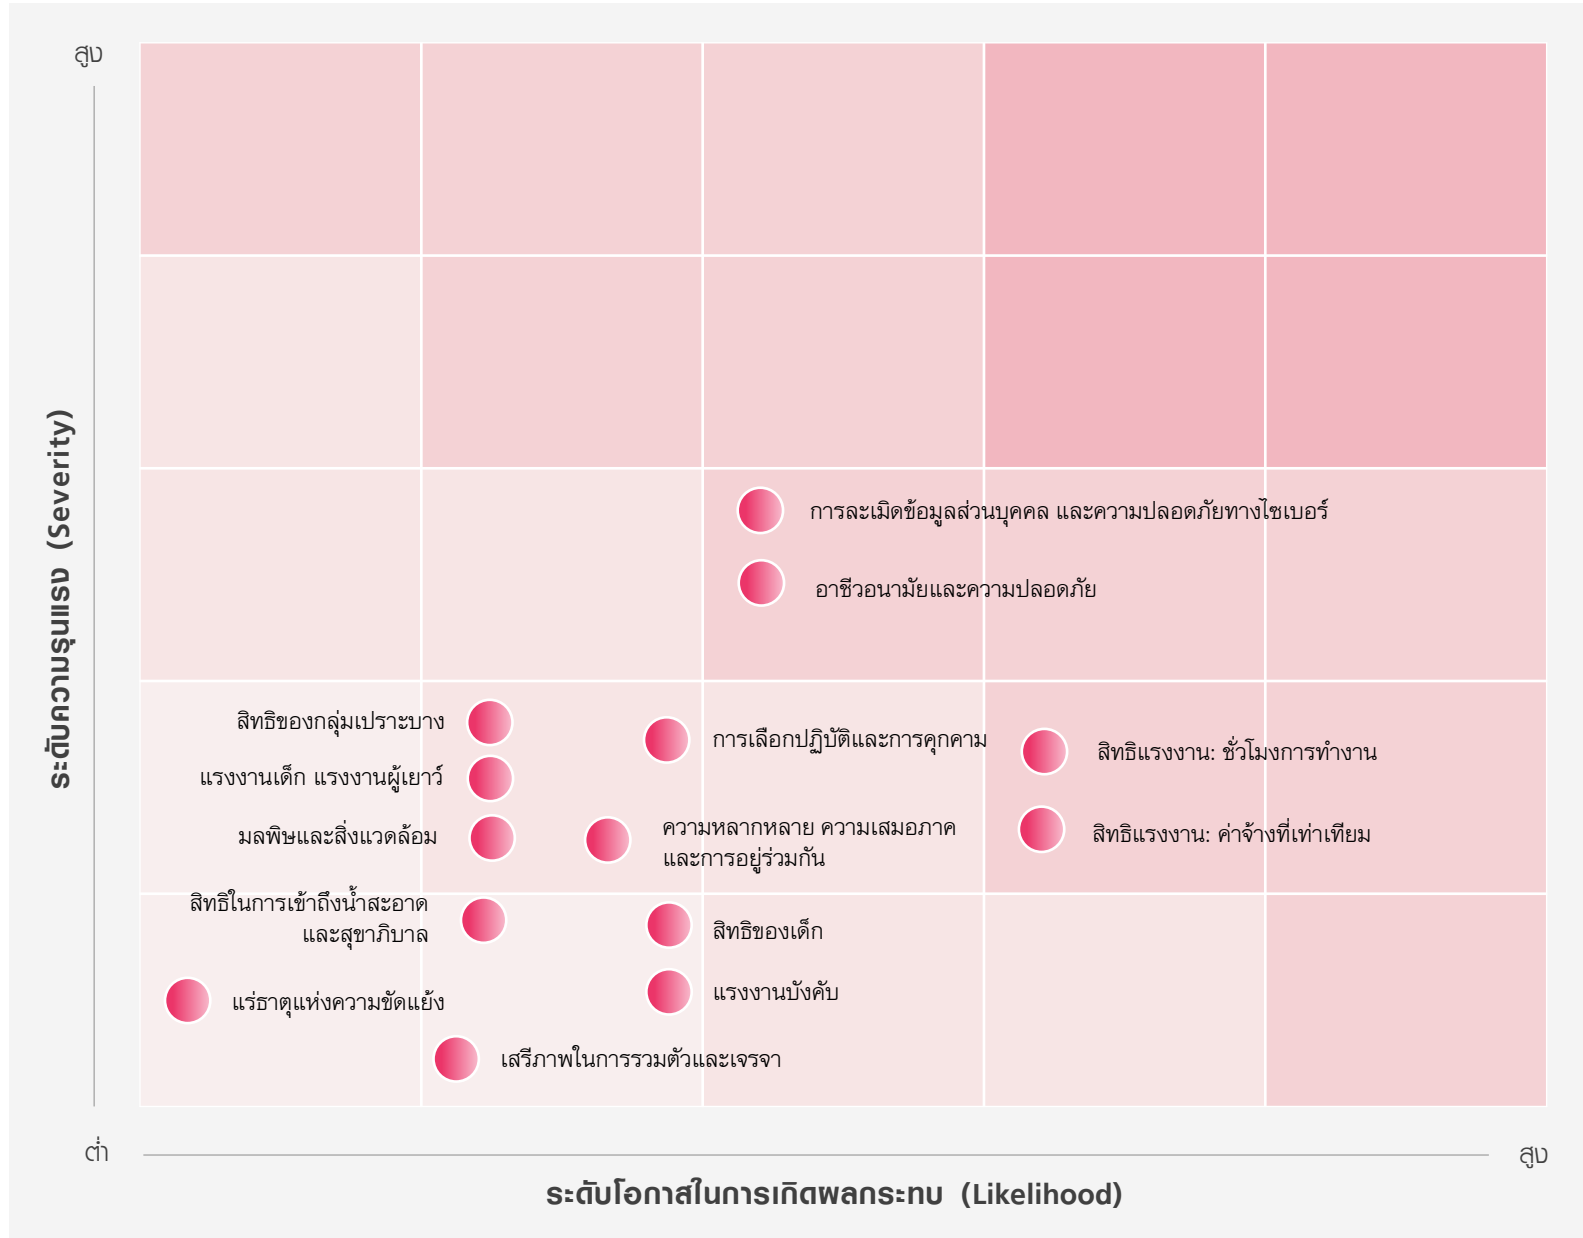 สูง
ระดับความรุนแรง (Severity)
การละเมิดข้อมูลส่วนบุคคล และความปลอดภัยทางไซเบอร์
อาชีวอนามัยและความปลอดภัย
สิทธิของกลุ่มเปราะบาง
การเลือกปฏิบัติและการคุกคาม
สิทธิแรงงาน: ชั่วโมงการทำงาน
แรงงานเด็ก แรงงานผู้เยาว์
มลพิษและสิ่งแวดล้อม
ความหลากหลาย ความเสมอภาค
และการอยู่ร่วมกัน
สิทธิแรงงาน: ค่าจ้างที่เท่าเทียม
สิทธิในการเข้าถึงน้ำสะอาด
และสุขาภิบาล
สิทธิของเด็ก
แร่ธาตุแห่งความขัดแย้ง
แรงงานบังคับ
เสรีภาพในการรวมตัวและเจรจา
ต่ำ
สูง
ระดับโอกาสในการเกิดผลกระทบ (Likelihood)